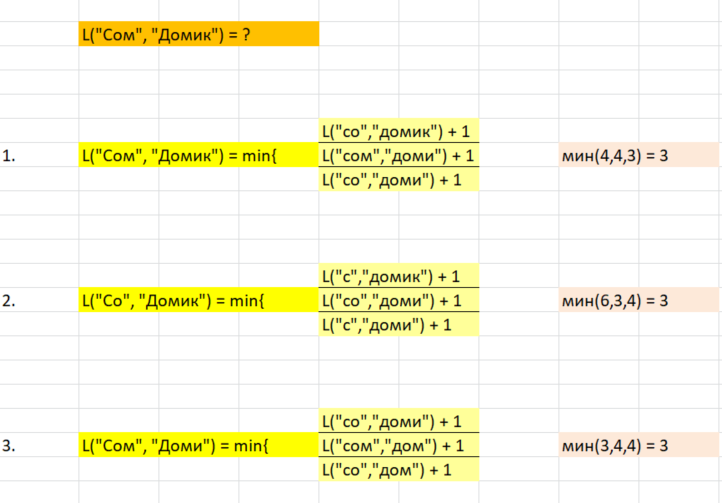 L("Сом", "Домик") = ?
L("со","домик") + 1
1. L("Сом", "Домик") = min{ L("сом","доми") + 1 мин(4,4,3) = 3
L("со","доми") + 1
L("с","домик") + 1
2. L("Со", "Домик") = min{ L("со","доми") + 1 мин(6,3,4) = 3
L("с","доми") + 1
L("со","доми") + 1
3. L("Сом", "Доми") = min{ L("сом","дом") + 1 мин(3,4,4) = 3
L("со","дом") + 1